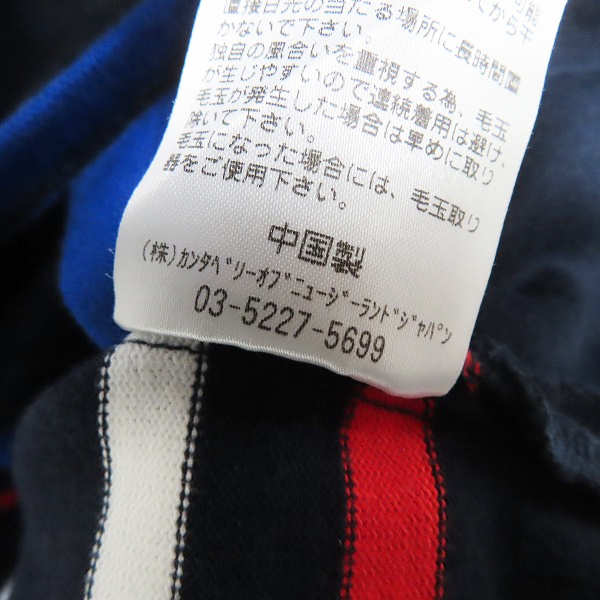 てから干
直接日光の当たる場所に長時間置
かないで下さい。
独自の風合いを重視する為、毛玉
が生じやすいので連続着用は避け、
毛玉が発生した場合は早めに取り
除いて下さい。
毛玉になった場合には、毛玉取り
器をご使用下さい。
中国製
(株)ｶﾝﾀﾍﾞﾘｰｵﾌﾞﾆｭｰｼﾞｰﾗﾝﾄﾞｼﾞｬﾊﾟﾝ
03-5227-5699